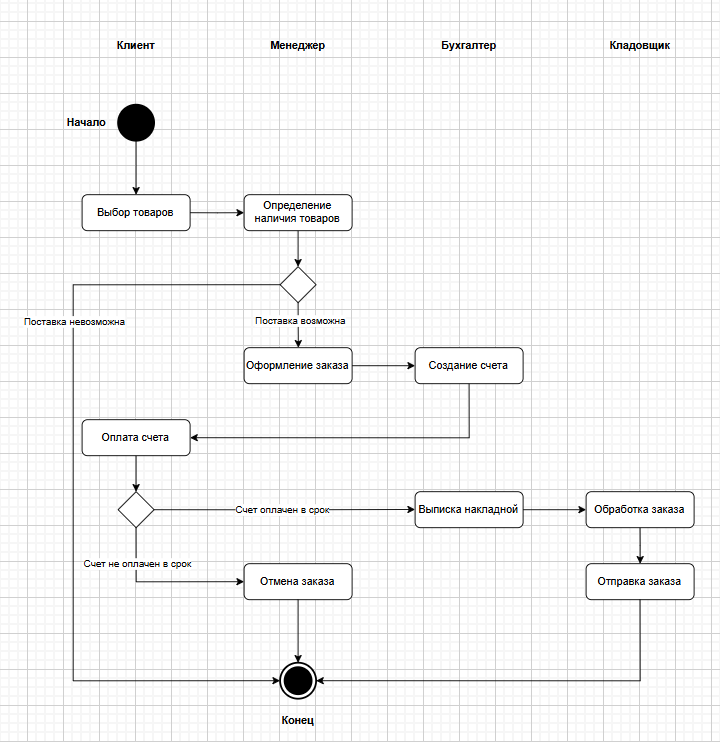 Клиент
Менеджер
Бухгалтер
Кладовщик
Начало
Выбор товаров
Определение
наличия товаров
Поставка невозможна
Поставка возможна
Оформление заказа
Создание счета
Оплата счета
Счет оплачен в срок
Выписка накладной
Обработка заказа
Счет не оплачен в срок
Отмена заказа
Отправка заказа
Конец